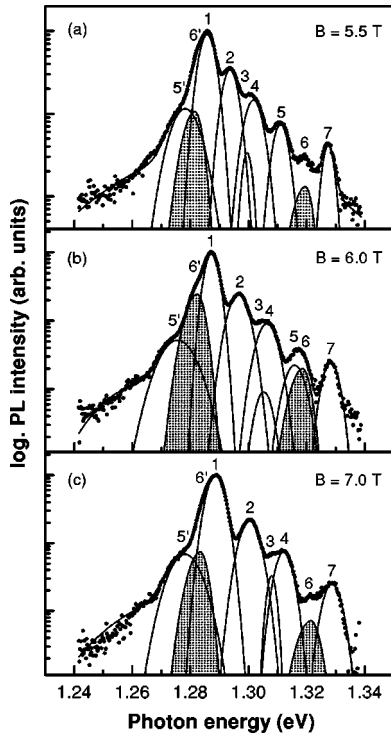 (a)
B = 5.5 T
1
6'
2
3
4
5'
5
6
7
(b)
B = 6.0 T
1
6'
2
3
4
5'
5
6
7
(c)
B = 7.0 T
1
6'
2
3
4
5'
6
7
log. PL intensity (arb. units)
1.24 1.26 1.28 1.30 1.32 1.34
Photon energy (eV)